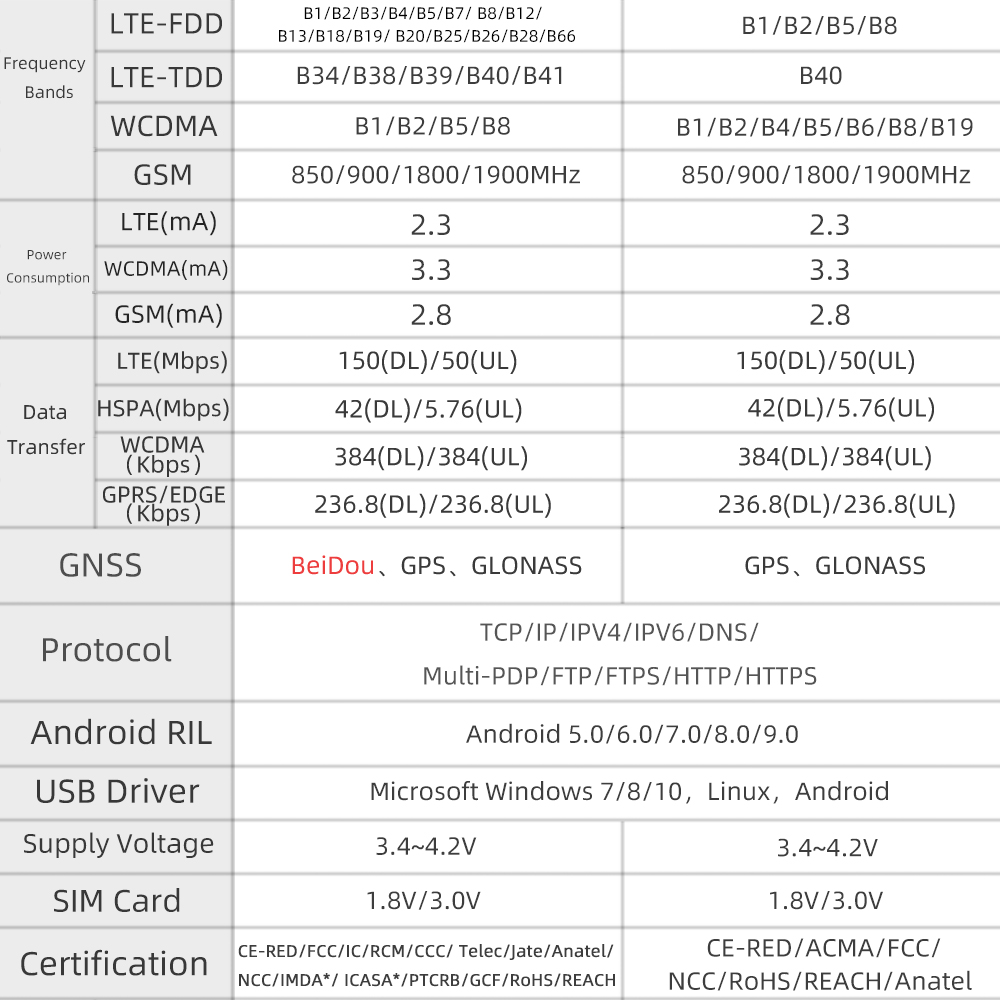 Frequency
Bands
LTE-FDD
B1/B2/B3/B4/B5/B7/ B8/B12/
B13/B18/B19/ B20/B25/B26/B28/B66
B1/B2/B5/B8
LTE-TDD
B34/B38/B39/B40/B41
B40
WCDMA
B1/B2/B5/B8
B1/B2/B4/B5/B6/B8/B19
GSM
850/900/1800/1900MHz
850/900/1800/1900MHz
Power
Consumption
LTE(mA)
2.3
2.3
WCDMA(mA)
3.3
3.3
GSM(mA)
2.8
2.8
Data
Transfer
LTE(Mbps)
150(DL)/50(UL)
150(DL)/50(UL)
HSPA(Mbps)
42(DL)/5.76(UL)
42(DL)/5.76(UL)
WCDMA
(Kbps)
384(DL)/384(UL)
384(DL)/384(UL)
GPRS/EDGE
(Kbps)
236.8(DL)/236.8(UL)
236.8(DL)/236.8(UL)
GNSS
BeiDou、GPS、GLONASS
GPS、GLONASS
Protocol
TCP/IP/IPV4/IPV6/DNS/
Multi-PDP/FTP/FTPS/HTTP/HTTPS
Android RIL
Android 5.0/6.0/7.0/8.0/9.0
USB Driver
Microsoft Windows 7/8/10，Linux，Android
Supply Voltage
3.4~4.2V
3.4~4.2V
SIM Card
1.8V/3.0V
1.8V/3.0V
Certification
CE-RED/FCC/IC/RCM/CCC/ Telec/Jate/Anatel/
NCC/IMDA*/ ICASA*/PTCRB/GCF/RoHS/REACH
CE-RED/ACMA/FCC/
NCC/RoHS/REACH/Anatel